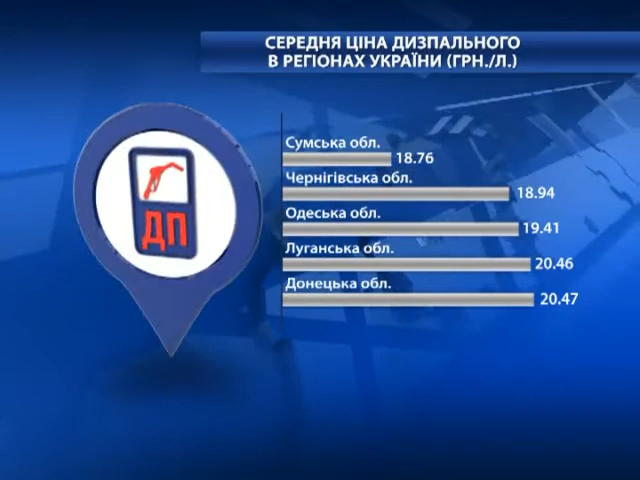 СЕРЕДНЯ ЦІНА ДИЗПАЛЬНОГО
В РЕГІОНАХ УКРАЇНИ (ГРН./Л.)
Сумська обл.
18.76
Чернігівська обл.
18.94
Одеська обл.
19.41
Луганська обл.
20.46
Донецька обл.
20.47
ДП